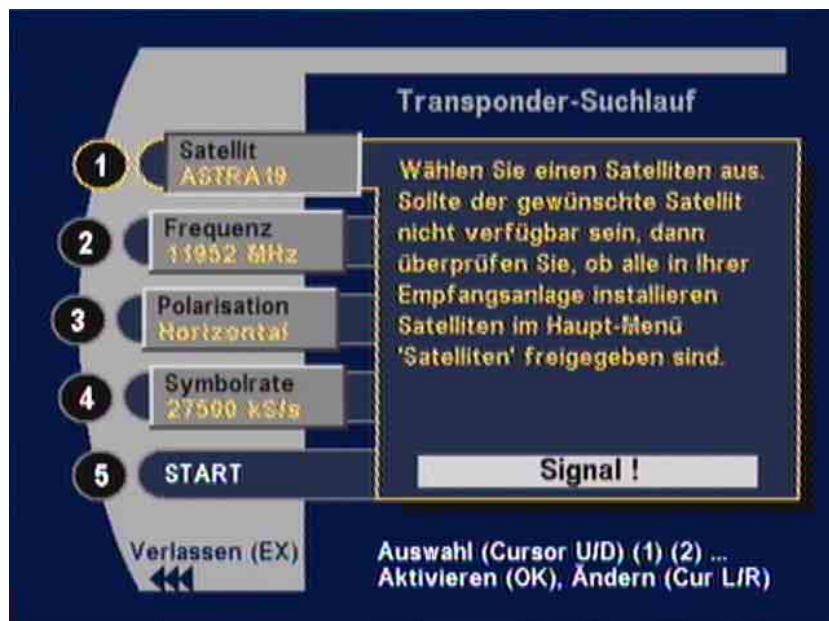 Transponder-Suchlauf
1
Satellit
ASTRA19
2
Frequenz
11952 MHz
3
Polarisation
Horizontal
4
Symbolrate
27500 kS/s
5
START
Wählen Sie einen Satelliten aus.
Sollte der gewünschte Satellit
nicht verfügbar sein, dann
überprüfen Sie, ob alle in Ihrer
Empfangsanlage installieren
Satelliten im Haupt-Menü
'Satelliten' freigegeben sind.
Signal !
Verlassen (EX)
Auswahl (Cursor U/D) (1) (2) ...
Aktivieren (OK), Ändern (Cur L/R)